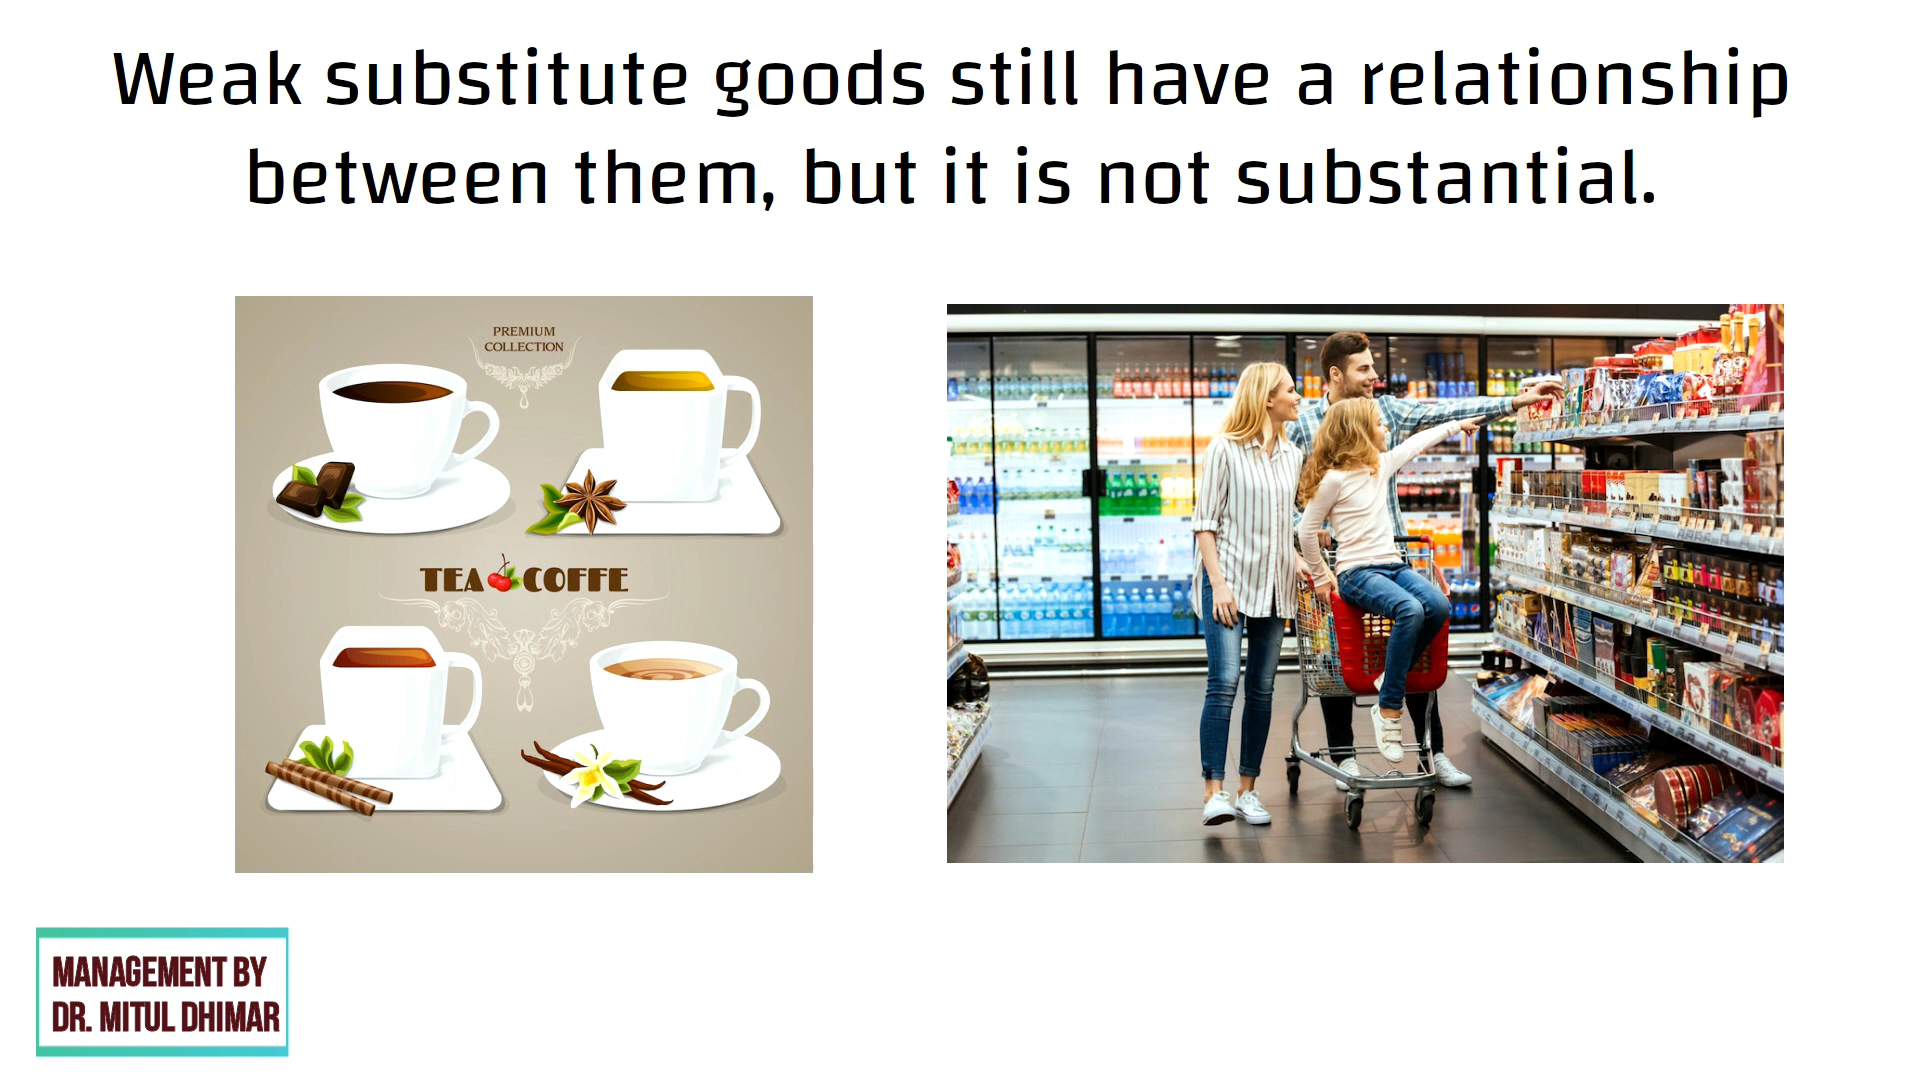 Weak substitute goods still have a relationship
between them, but it is not substantial.
PREMIUM
COLLECTION
TEA COFFE
MANAGEMENT BY
DR. MITUL DHIMAR